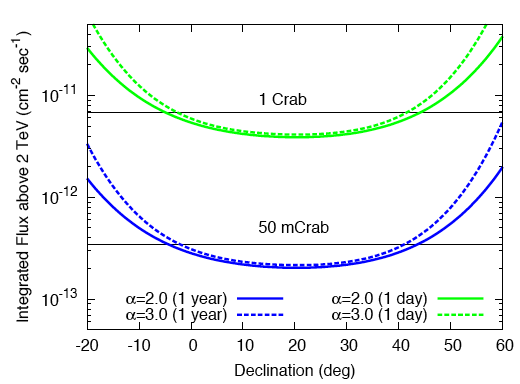 Integrated Flux above 2 TeV (cm⁻² sec⁻¹)
10⁻¹¹
10⁻¹²
10⁻¹³
1 Crab
50 mCrab
α=2.0 (1 year)
α=3.0 (1 year)
α=2.0 (1 day)
α=3.0 (1 day)
-20 -10 0 10 20 30 40 50 60
Declination (deg)